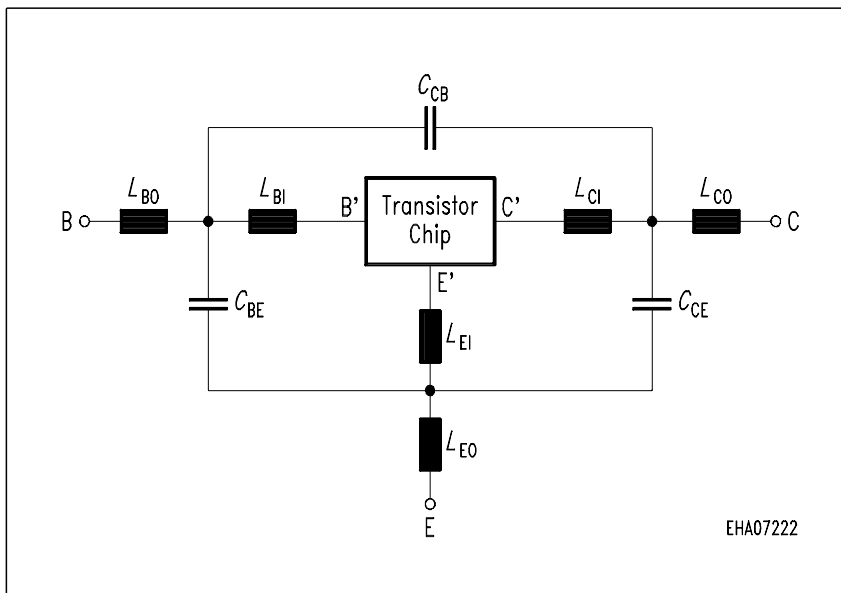 C_CB
L_BO
L_BI
L_CI
L_CO
B
B'
Transistor
Chip
C'
C
E'
C_BE
C_CE
L_EI
L_EO
E
EHA07222